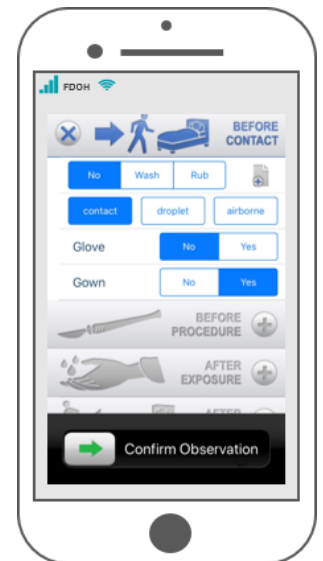 FDOH
BEFORE
CONTACT
No Wash Rub
contact droplet airborne
Glove No Yes
Gown No Yes
BEFORE
PROCEDURE
AFTER
EXPOSURE
AFTER
Confirm Observation